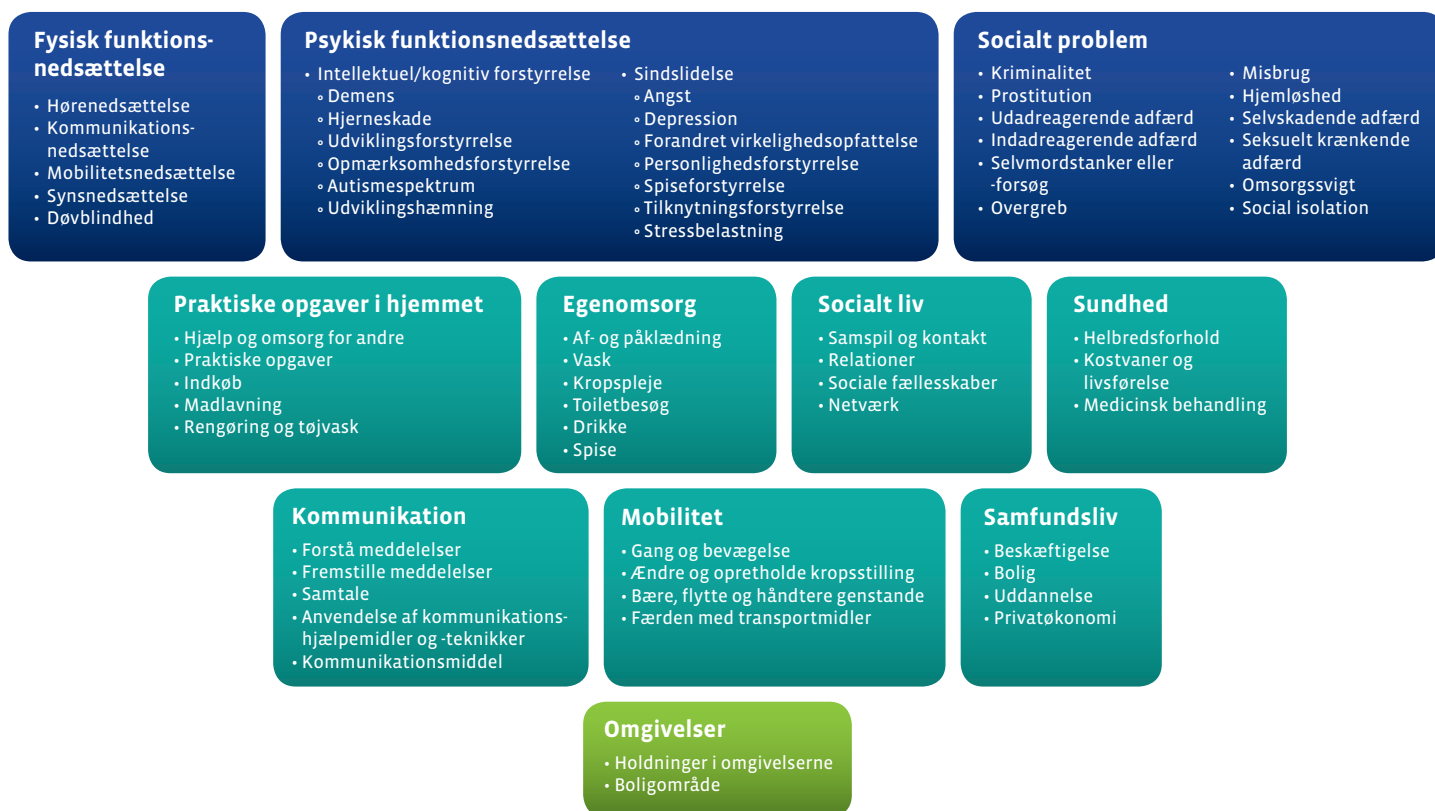 Fysisk funktions-
nedsættelse
• Hørenedsættelse
• Kommunikations-
nedsættelse
• Mobilitetsnedsættelse
• Synsnedsættelse
• Døvblindhed
Psykisk funktionsnedsættelse
• Intellektuel/kognitiv forstyrrelse
∘ Demens
∘ Hjerneskade
∘ Udviklingsforstyrrelse
∘ Opmærksomhedsforstyrrelse
∘ Autismespektrum
∘ Udviklingshæmning
• Sindslidelse
∘ Angst
∘ Depression
∘ Forandret virkelighedsopfattelse
∘ Personlighedsforstyrrelse
∘ Spiseforstyrrelse
∘ Tilknytningsforstyrrelse
∘ Stressbelastning
Socialt problem
• Kriminalitet
• Prostitution
• Udadreagerende adfærd
• Indadreagerende adfærd
• Selvmordstanker eller
-forsøg
• Overgreb
• Misbrug
• Hjemløshed
• Selvskadende adfærd
• Seksuelt krænkende
adfærd
• Omsorgssvigt
• Social isolation
Praktiske opgaver i hjemmet
• Hjælp og omsorg for andre
• Praktiske opgaver
• Indkøb
• Madlavning
• Rengøring og tøjvask
Egenomsorg
• Af- og påklædning
• Vask
• Kropspleje
• Toiletbesøg
• Drikke
• Spise
Socialt liv
• Samspil og kontakt
• Relationer
• Sociale fællesskaber
• Netværk
Sundhed
• Helbredsforhold
• Kostvaner og
livsførelse
• Medicinsk behandling
Kommunikation
• Forstå meddelelser
• Fremstille meddelelser
• Samtale
• Anvendelse af kommunikations-
hjælpemidler og -teknikker
• Kommunikationsmiddel
Mobilitet
• Gang og bevægelse
• Ændre og opretholde kropsstilling
• Bære, flytte og håndtere genstande
• Færden med transportmidler
Samfundsliv
• Beskæftigelse
• Bolig
• Uddannelse
• Privatøkonomi
Omgivelser
• Holdninger i omgivelserne
• Boligområde